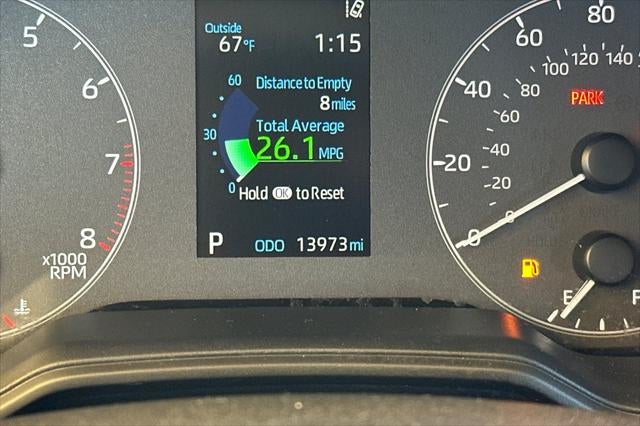 5
6
7
8
x1000
RPM
Outside
67°F
1:15
60
30
0
Distance to Empty
8 miles
Total Average
26.1 MPG
Hold OK to Reset
P
ODO 13973 mi
0
20
40
60
80
0
20
40
60
80
100
120
140
PARK
E
F